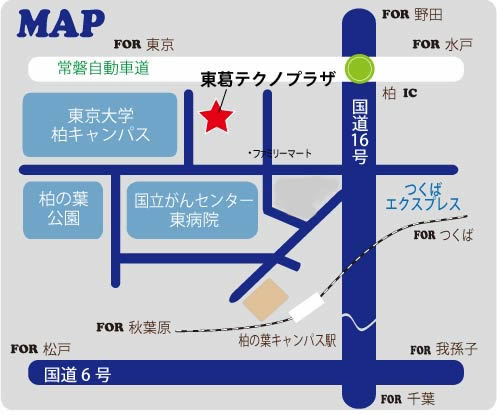 MAP
FOR 野田
FOR 東京
FOR 水戸
常磐自動車道
東葛テクノプラザ
柏 IC
東京大学
柏キャンパス
国道16号
・ファミリーマート
柏の葉
公園
国立がんセンター
東病院
つくば
エクスプレス
FOR つくば
FOR 秋葉原
柏の葉キャンパス駅
FOR 松戸
FOR 我孫子
国道6号
FOR 千葉